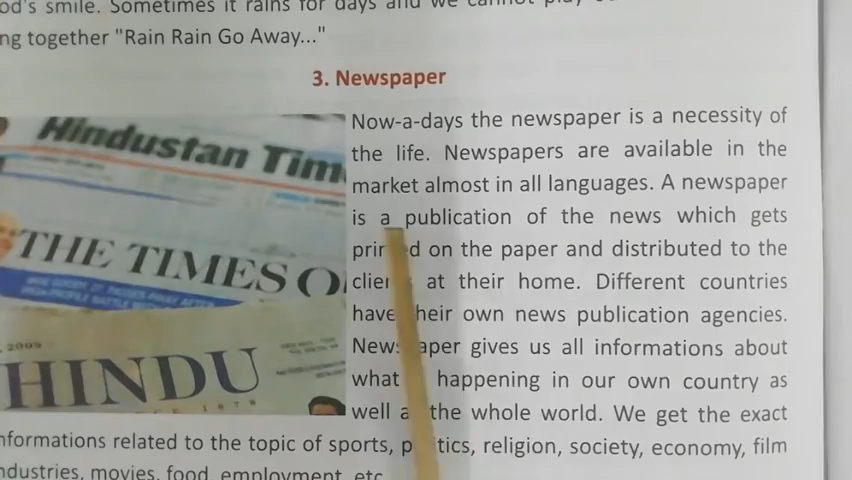 od's smile. Sometimes it rains for days and we cannot play
ng together "Rain Rain Go Away..."
3. Newspaper
Hindustan Tim
THE TIMES O
2009
HINDU
Now-a-days the newspaper is a necessity of
the life. Newspapers are available in the
market almost in all languages. A newspaper
is a publication of the news which gets
prin d on the paper and distributed to the
clien at their home. Different countries
have heir own news publication agencies.
News aper gives us all informations about
what happening in our own country as
well a the whole world. We get the exact
nformations related to the topic of sports, p tics, religion, society, economy, film
ndustries, movies, food, employment, etc.